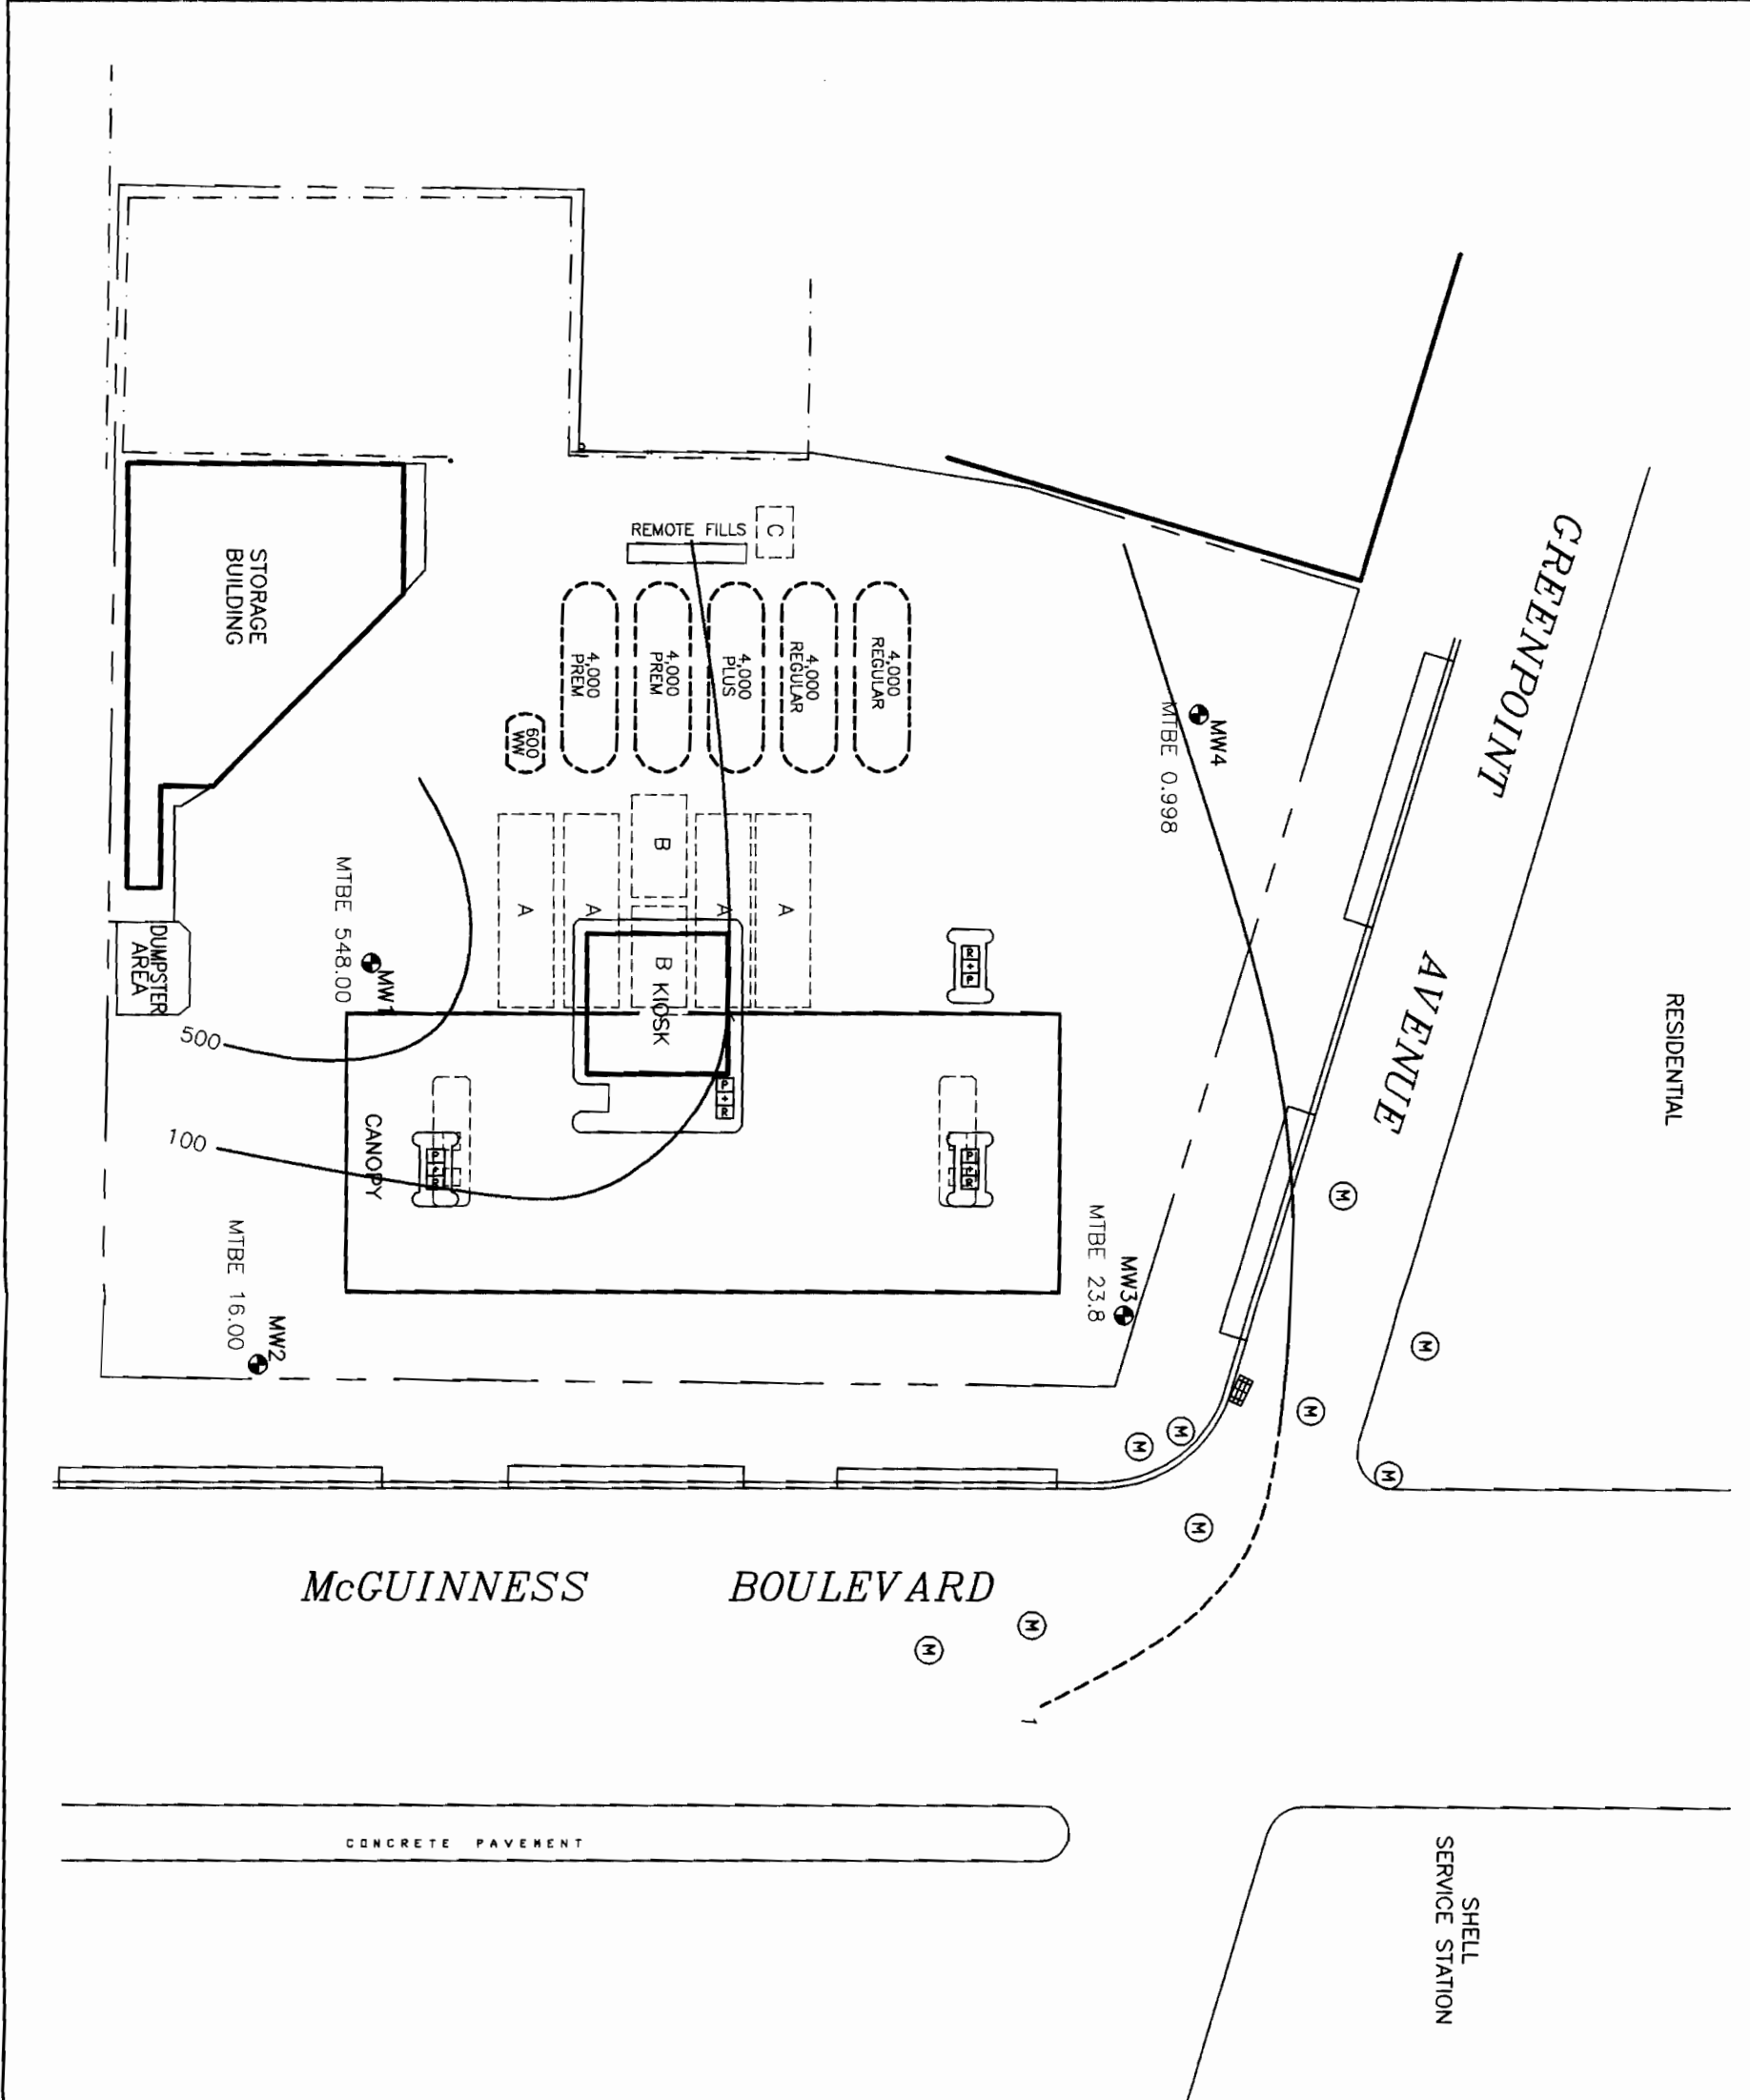 GREENPOINT
AVENUE
RESIDENTIAL
REMOTE FILLS
C
4,000
PREM
4,000
PREM
4,000
PLUS
4,000
REGULAR
4,000
REGULAR
600
WW
STORAGE
BUILDING
MW4
MTBE 0.998
A
A
B
A
A
B KIOSK
R
+
P
MTBE 548.00
MW1
DUMPSTER
AREA
500
100
CANOPY
P
+
R
P
+
R
P
+
R
MTBE 16.00
MW2
MTBE 23.8
MW3
M
M
M
M
M
M
M
M
M
McGUINNESS BOULEVARD
1
CONCRETE PAVEMENT
SHELL
SERVICE STATION